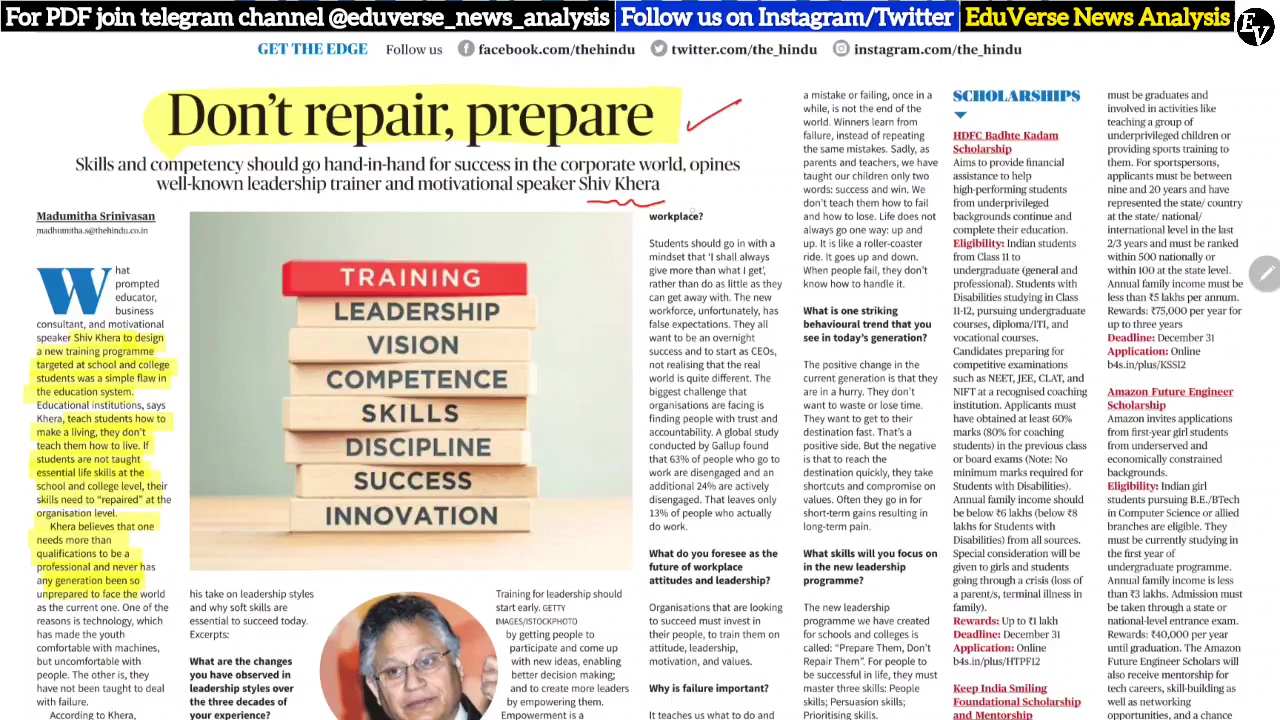 For PDF join telegram channel @eduverse_news_analysis
Follow us on Instagram/Twitter
EduVerse News Analysis
EV
GET THE EDGE
Follow us
facebook.com/thehindu
twitter.com/the_hindu
instagram.com/the_hindu
Don't repair, prepare
Skills and competency should go hand-in-hand for success in the corporate world, opines
well-known leadership trainer and motivational speaker Shiv Khera
Madumitha Srinivasan
madhumitha.s@thehindu.co.in
What
prompted
educator,
business
consultant, and motivational
speaker Shiv Khera to design
a new training programme
targeted at school and college
students was a simple flaw in
the education system.
Educational institutions, says
Khera, teach students how to
make a living, they don't
teach them how to live. If
students are not taught
essential life skills at the
school and college level, their
skills need to “repaired” at the
organisation level.
Khera believes that one
needs more than
qualifications to be a
professional and never has
any generation been so
unprepared to face the world
as the current one. One of the
reasons is technology, which
has made the youth
comfortable with machines,
but uncomfortable with
people. The other is, they
have not been taught to deal
with failure.
According to Khera,
TRAINING
LEADERSHIP
VISION
COMPETENCE
SKILLS
DISCIPLINE
SUCCESS
INNOVATION
his take on leadership styles
and why soft skills are
essential to succeed today.
Excerpts:
What are the changes
you have observed in
leadership styles over
the three decades of
your experience?
Training for leadership should
start early. GETTY
IMAGES/ISTOCKPHOTO
by getting people to
participate and come up
with new ideas, enabling
better decision making;
and to create more leaders
by empowering them.
Empowerment is a
workplace?
Students should go in with a
mindset that ‘I shall always
give more than what I get’,
rather than do as little as they
can get away with. The new
workforce, unfortunately, has
false expectations. They all
want to be an overnight
success and to start as CEOs,
not realising that the real
world is quite different. The
biggest challenge that
organisations are facing is
finding people with trust and
accountability. A global study
conducted by Gallup found
that 63% of people who go to
work are disengaged and an
additional 24% are actively
disengaged. That leaves only
13% of people who actually
do work.
What do you foresee as the
future of workplace
attitudes and leadership?
Organisations that are looking
to succeed must invest in
their people, to train them on
attitude, leadership,
motivation, and values.
Why is failure important?
It teaches us what to do and
a mistake or failing, once in a
while, is not the end of the
world. Winners learn from
failure, instead of repeating
the same mistakes. Sadly, as
parents and teachers, we have
taught our children only two
words: success and win. We
don't teach them how to fail
and how to lose. Life does not
always go one way: up and
up. It is like a roller-coaster
ride. It goes up and down.
When people fail, they don't
know how to handle it.
What is one striking
behavioural trend that you
see in today's generation?
The positive change in the
current generation is that they
are in a hurry. They don't
want to waste or lose time.
They want to get to their
destination fast. That's a
positive side. But the negative
is that to reach the
destination quickly, they take
shortcuts and compromise on
values. Often they go in for
short-term gains resulting in
long-term pain.
What skills will you focus on
in the new leadership
programme?
The new leadership
programme we have created
for schools and colleges is
called: “Prepare Them, Don't
Repair Them”. For people to
be successful in life, they must
master three skills: People
skills; Persuasion skills;
Prioritising skills.
SCHOLARSHIPS
HDFC Badhte Kadam
Scholarship
Aims to provide financial
assistance to help
high-performing students
from underprivileged
backgrounds continue and
complete their education.
Eligibility: Indian students
from Class 11 to
undergraduate (general and
professional). Students with
Disabilities studying in Class
11-12, pursuing undergraduate
courses, diploma/ITI, and
vocational courses.
Candidates preparing for
competitive examinations
such as NEET, JEE, CLAT, and
NIFT at a recognised coaching
institution. Applicants must
have obtained at least 60%
marks (80% for coaching
students) in the previous class
or board exams (Note: No
minimum marks required for
Students with Disabilities).
Annual family income should
be below ₹6 lakhs (below ₹8
lakhs for Students with
Disabilities) from all sources.
Special consideration will be
given to girls and students
going through a crisis (loss of
a parent/s, terminal illness in
family).
Rewards: Up to ₹1 lakh
Deadline: December 31
Application: Online
b4s.in/plus/HTPF12
Keep India Smiling
Foundational Scholarship
and Mentorship
must be graduates and
involved in activities like
teaching a group of
underprivileged children or
providing sports training to
them. For sportspersons,
applicants must be between
nine and 20 years and have
represented the state/ country
at the state/ national/
international level in the last
2/3 years and must be ranked
within 500 nationally or
within 100 at the state level.
Annual family income must be
less than ₹5 lakhs per annum.
Rewards: ₹75,000 per year for
up to three years
Deadline: December 31
Application: Online
b4s.in/plus/KSSI2
Amazon Future Engineer
Scholarship
Amazon invites applications
from first-year girl students
from underserved and
economically constrained
backgrounds.
Eligibility: Indian girl
students pursuing B.E./BTech
in Computer Science or allied
branches are eligible. They
must be currently studying in
the first year of
undergraduate programme.
Annual family income is less
than ₹3 lakhs. Admission must
be taken through a state or
national-level entrance exam.
Rewards: ₹40,000 per year
until graduation. The Amazon
Future Engineer Scholars will
also receive mentorship for
tech careers, skill-building as
well as networking
opportunities, and a chance